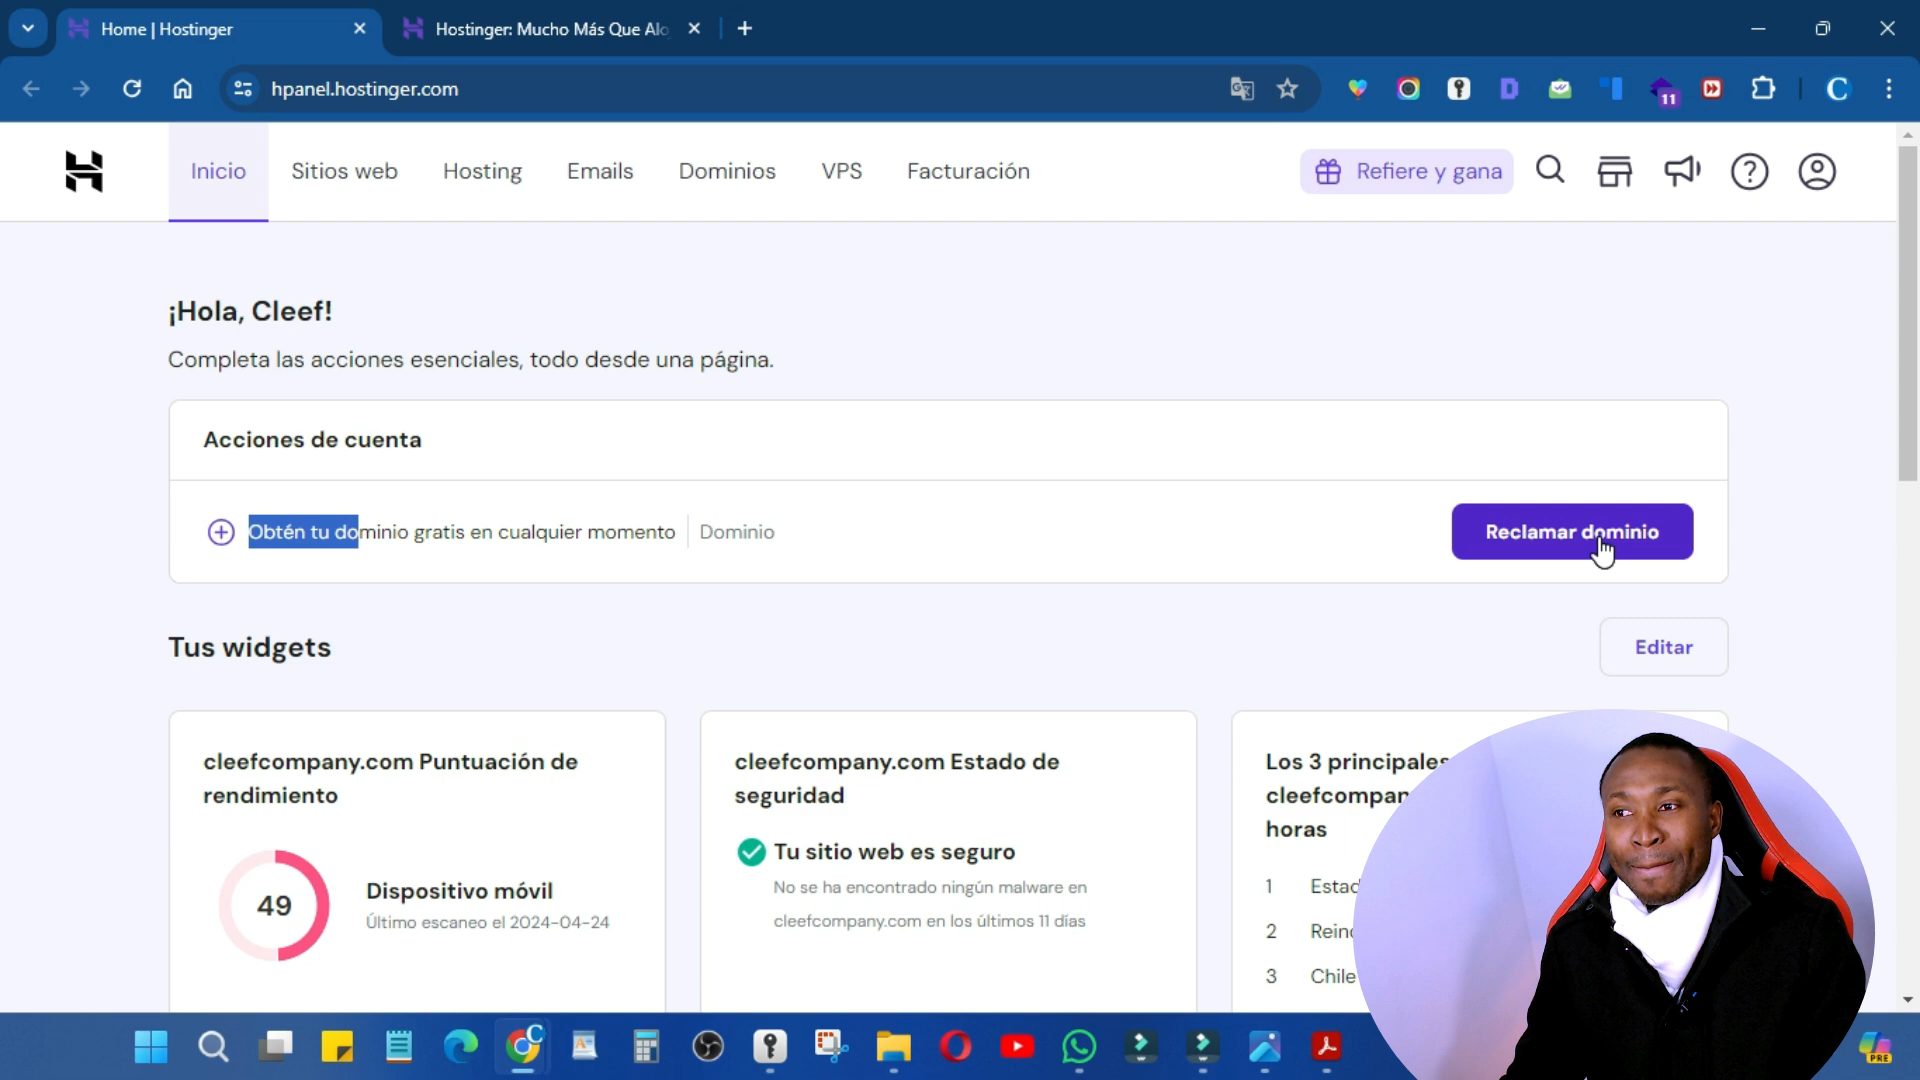 Home | Hostinger
Hostinger: Mucho Más Que Alo
hpanel.hostinger.com
11
C
Inicio
Sitios web
Hosting
Emails
Dominios
VPS
Facturación
Refiere y gana
¡Hola, Cleef!
Completa las acciones esenciales, todo desde una página.
Acciones de cuenta
Obtén tu dominio gratis en cualquier momento
Dominio
Reclamar dominio
Tus widgets
Editar
cleefcompany.com Puntuación de
rendimiento
49
Dispositivo móvil
Último escaneo el 2024-04-24
cleefcompany.com Estado de
seguridad
Tu sitio web es seguro
No se ha encontrado ningún malware en
cleefcompany.com en los últimos 11 días
Los 3 principales
cleefcompan
horas
1 Estad
2 Rein
3 Chile
PRE